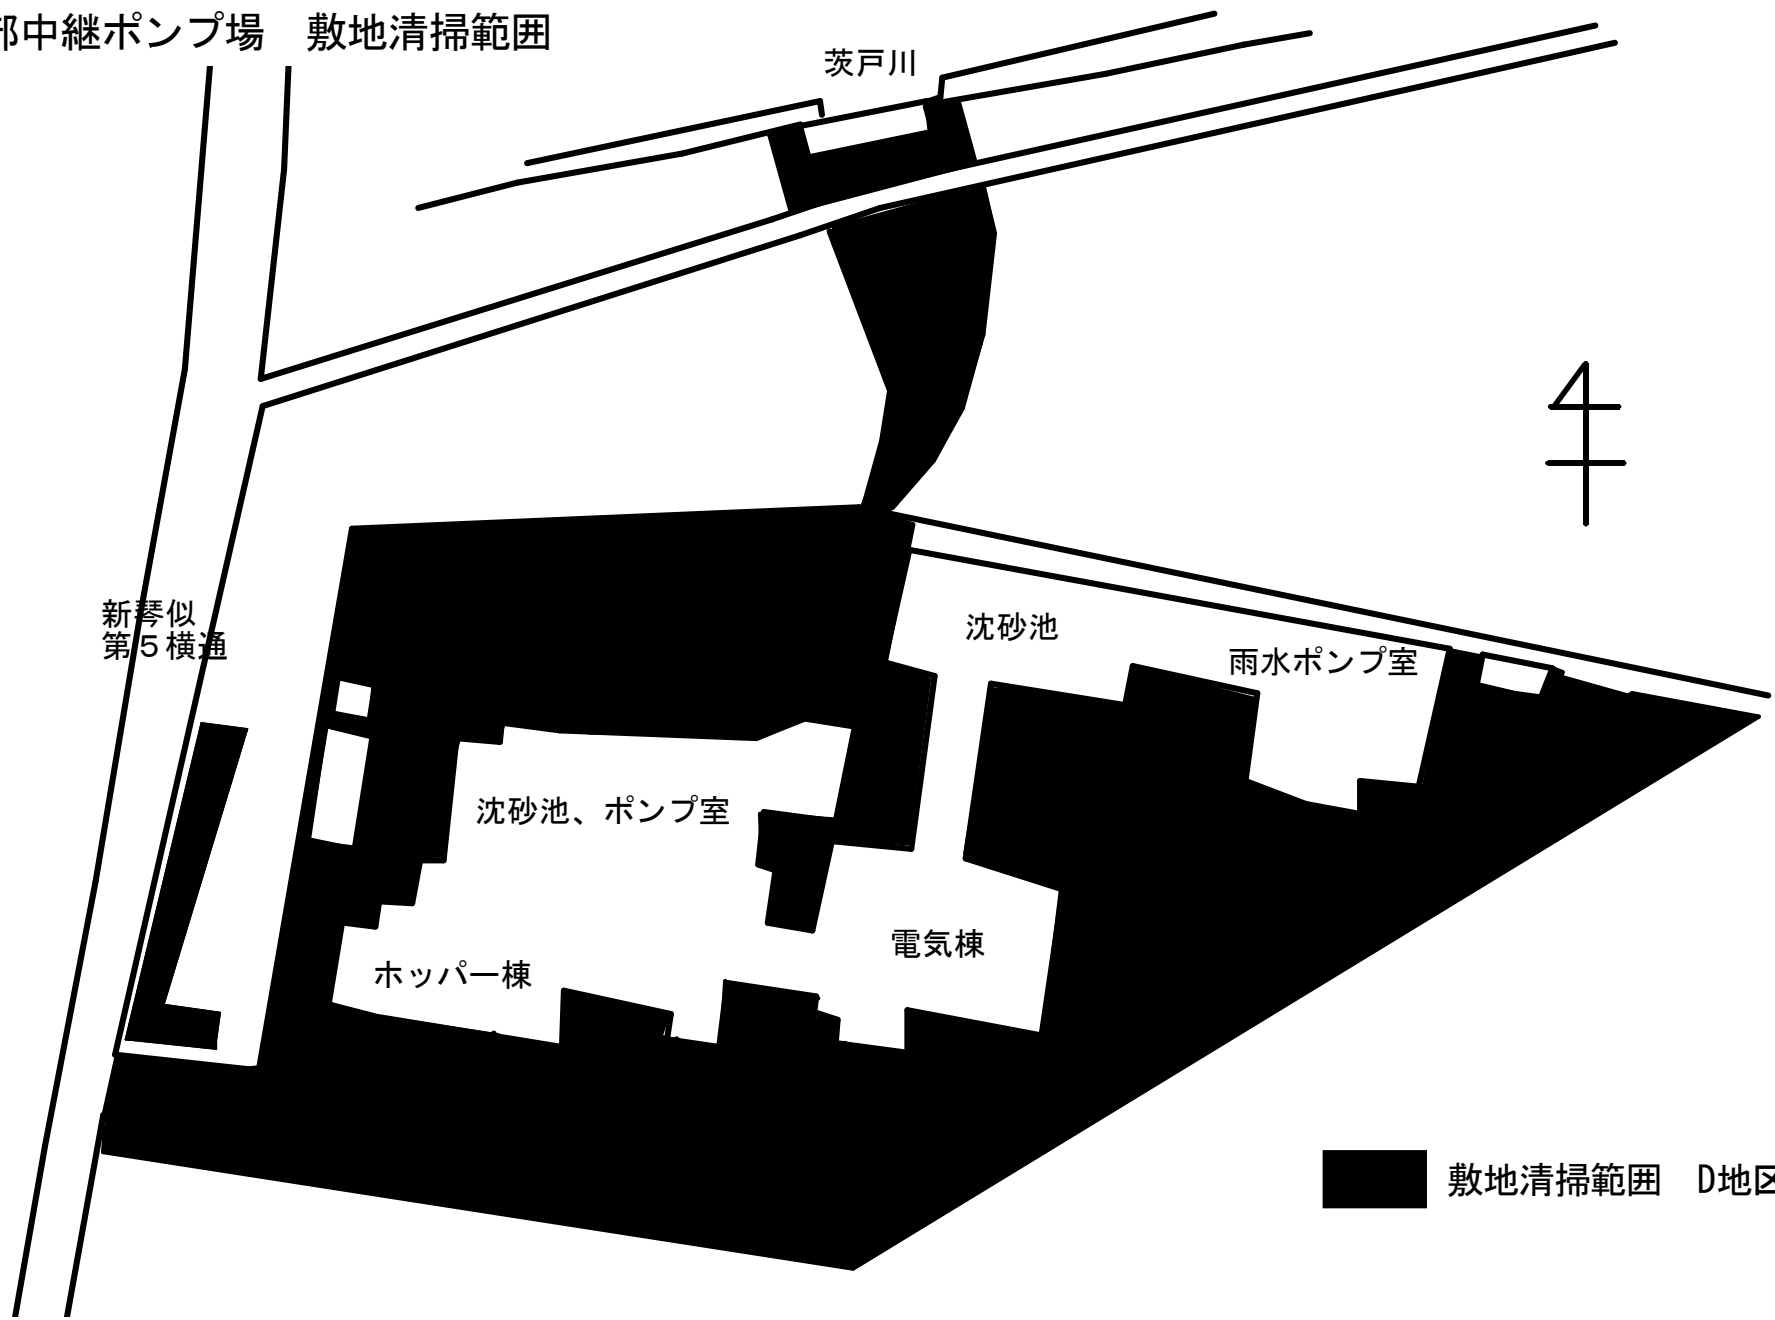 部中継ポンプ場　敷地清掃範囲
茨戸川
新琴似
第５横通
沈砂池
雨水ポンプ室
沈砂池、ポンプ室
電気棟
ホッパー棟
敷地清掃範囲　D地区